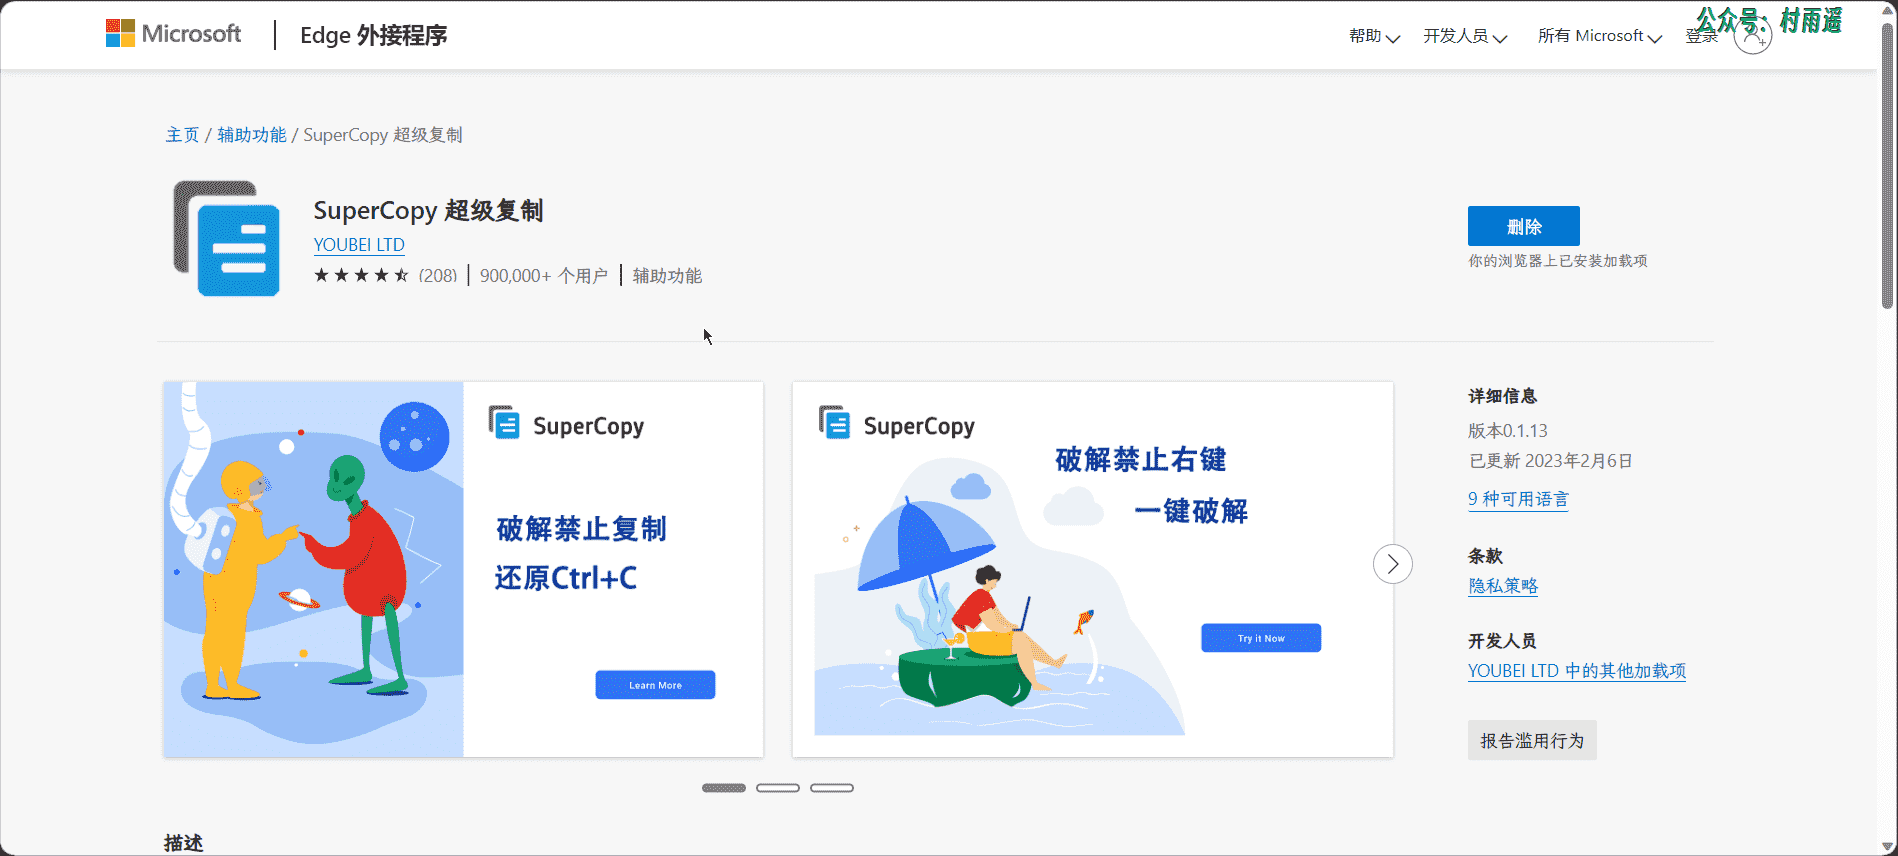 Microsoft
Edge 外接程序
帮助
开发人员
所有 Microsoft
登录
公众号：村雨遥
主页 / 辅助功能 / SuperCopy 超级复制
SuperCopy 超级复制
YOUBEI LTD
(208)
900,000+ 个用户
辅助功能
删除
你的浏览器上已安装加载项
SuperCopy
破解禁止复制
还原Ctrl+C
Learn More
SuperCopy
破解禁止右键
一键破解
Try it Now
详细信息
版本0.1.13
已更新 2023年2月6日
9 种可用语言
条款
隐私策略
开发人员
YOUBEI LTD 中的其他加载项
报告滥用行为
描述